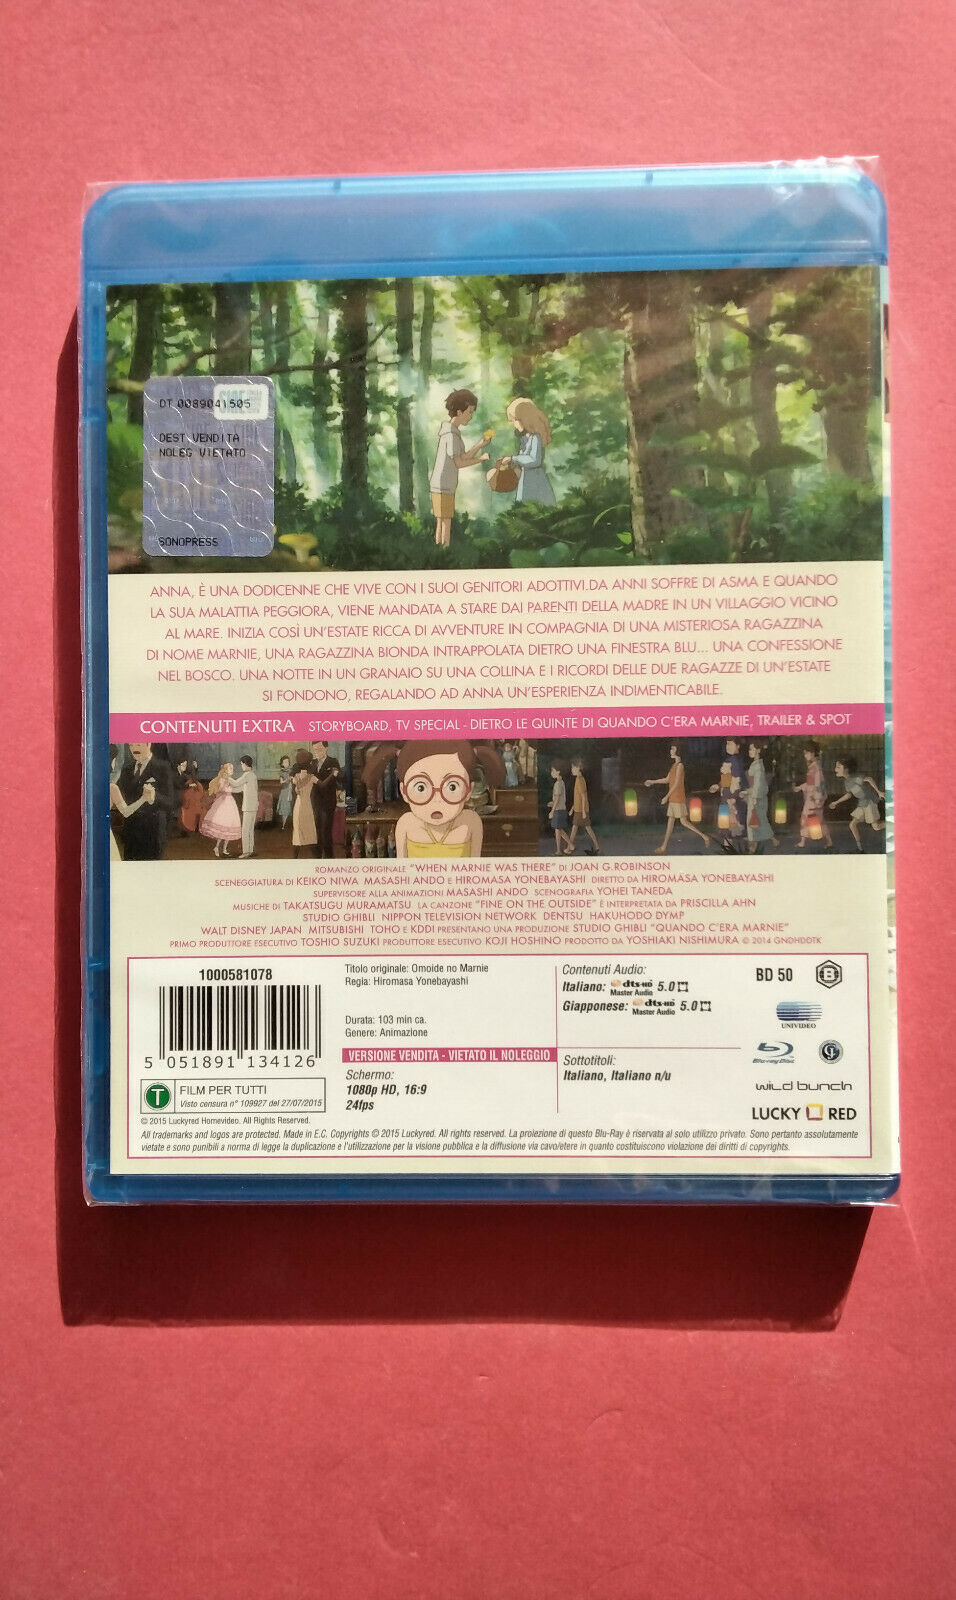 DT 0089041505
DEST VENDITA
NOLEG VIETATO
SONOPRESS
ANNA, È UNA DODICENNE CHE VIVE CON I SUOI GENITORI ADOTTIVI.DA ANNI SOFFRE DI ASMA E QUANDO
LA SUA MALATTIA PEGGIORA, VIENE MANDATA A STARE DAI PARENTI DELLA MADRE IN UN VILLAGGIO VICINO
AL MARE. INIZIA COSÌ UN'ESTATE RICCA DI AVVENTURE IN COMPAGNIA DI UNA MISTERIOSA RAGAZZINA
DI NOME MARNIE, UNA RAGAZZINA BIONDA INTRAPPOLATA DIETRO UNA FINESTRA BLU... UNA CONFESSIONE
NEL BOSCO. UNA NOTTE IN UN GRANAIO SU UNA COLLINA E I RICORDI DELLE DUE RAGAZZE DI UN'ESTATE
SI FONDONO, REGALANDO AD ANNA UN'ESPERIENZA INDIMENTICABILE.
CONTENUTI EXTRA STORYBOARD, TV SPECIAL - DIETRO LE QUINTE DI QUANDO C'ERA MARNIE, TRAILER & SPOT
ROMANZO ORIGINALE "WHEN MARNIE WAS THERE" DI JOAN G.ROBINSON
SCENEGGIATURA DI KEIKO NIWA MASASHI ANDO E HIROMASA YONEBAYASHI DIRETTO DA HIROMASA YONEBAYASHI
SUPERVISORE ALLA ANIMAZIONI MASASHI ANDO SCENOGRAFIA YOHEI TANEDA
MUSICHE DI TAKATSUGU MURAMATSU LA CANZONE "FINE ON THE OUTSIDE" È INTERPRETATA DA PRISCILLA AHN
STUDIO GHIBLI NIPPON TELEVISION NETWORK DENTSU HAKUHODO DYMP
WALT DISNEY JAPAN MITSUBISHI TOHO E KDDI PRESENTANO UNA PRODUZIONE STUDIO GHIBLI "QUANDO C'ERA MARNIE"
PRIMO PRODUTTORE ESECUTIVO TOSHIO SUZUKI PRODUTTORE ESECUTIVO KOJI HOSHINO PRODOTTO DA YOSHIAKI NISHIMURA © 2014 GNDHDDTK
1000581078
5 051891 134126
T FILM PER TUTTI
Visto censura n° 109927 del 27/07/2015
Titolo originale: Omoide no Marnie
Regia: Hiromasa Yonebayashi
Durata: 103 min ca.
Genere: Animazione
VERSIONE VENDITA - VIETATO IL NOLEGGIO
Schermo:
1080p HD, 16:9
24fps
Contenuti Audio:
Italiano: dts-HD Master Audio 5.0
Giapponese: dts-HD Master Audio 5.0
Sottotitoli:
Italiano, Italiano n/u
BD 50 B
UNIVIDEO
Blu-ray Disc
wild bunch
LUCKY RED
© 2015 Luckyred Homevideo. All Rights Reserved.
All trademarks and logos are protected. Made in E.C. Copyrights © 2015 Luckyred. All rights reserved. La proiezione di questo Blu-Ray è riservata al solo utilizzo privato. Sono pertanto assolutamente
vietate e sono punibili a norma di legge la duplicazione e l'utilizzazione per la visione pubblica e la diffusione via cavo/etere in quanto costituiscono violazione dei diritti di copyrights.